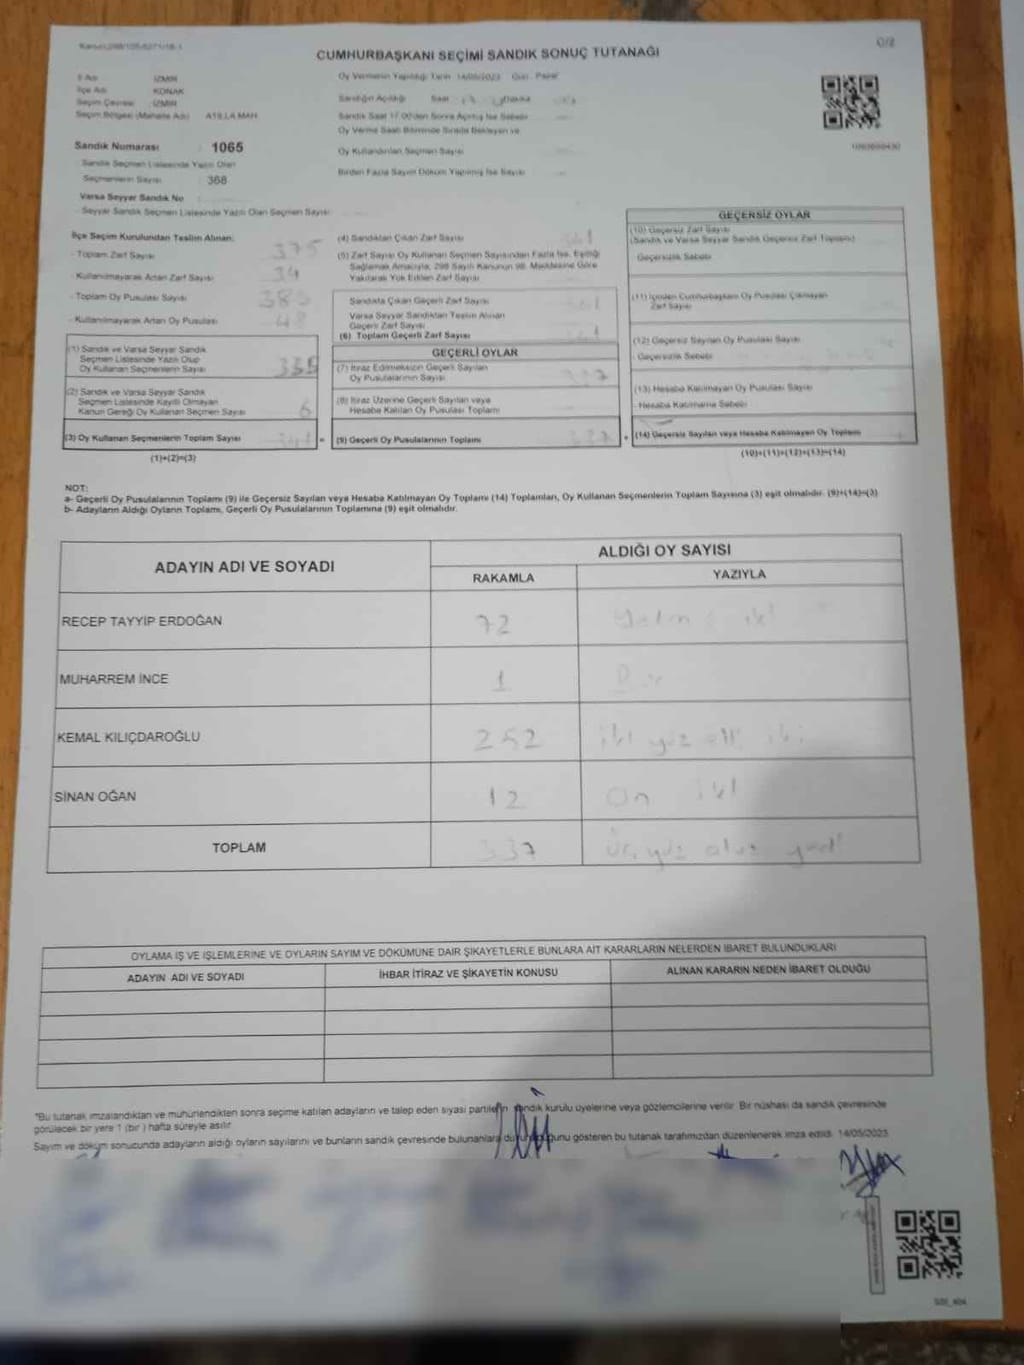 CUMHURBAŞKANI SEÇİMİ SANDIK SONUÇ TUTANAĞI
Oy Vermenin Yapıldığı Tarih 14/05/2023 Gün : Pazar
İl Adı : İZMİR
İlçe Adı : KONAK
Seçim Çevresi : İZMİR
Seçim Bölgesi (Mahalle Adı) : ATİLLA MAH.
Sandığın Açıldığı Saat
Sandık Saat 17.00'den Sonra Açılmış İse Sebebi
Oy Verme Saati Bitiminde Sırada Bekleyen ve
Oy Kullandırılan Seçmen Sayısı
Birden Fazla Sayım Döküm Yapılmış İse Sayısı
Sandık Numarası : 1065
Sandık Seçmen Listesinde Yazılı Olan
Seçmenlerin Sayısı : 368
Varsa Seyyar Sandık No
- Seyyar Sandık Seçmen Listesinde Yazılı Olan Seçmen Sayısı
İlçe Seçim Kurulundan Teslim Alınan:
- Toplam Zarf Sayısı 375
- Kullanılmayarak Artan Zarf Sayısı 34
- Toplam Oy Pusulası Sayısı
- Kullanılmayarak Artan Oy Pusulası 48
(1) Sandık ve Varsa Seyyar Sandık
Seçmen Listesinde Yazılı Olup
Oy Kullanan Seçmenlerin Sayısı 335
(2) Sandık ve Varsa Seyyar Sandık
Seçmen Listesinde Kayıtlı Olmayan
Kanun Gereği Oy Kullanan Seçmen Sayısı 6
(3) Oy Kullanan Seçmenlerin Toplam Sayısı 341 =
(1)+(2)=(3)
(4) Sandıktan Çıkan Zarf Sayısı 341
(5) Zarf Sayısı Oy Kullanan Seçmen Sayısından Fazla İse, Eşitliği
Sağlamak Amacıyla, 298 Sayılı Kanunun 98. Maddesine Göre
Yakılarak Yok Edilen Zarf Sayısı
Sandıkta Çıkan Geçerli Zarf Sayısı
Varsa Seyyar Sandıktan Teslim Alınan
Geçerli Zarf Sayısı
(6) Toplam Geçerli Zarf Sayısı
GEÇERLİ OYLAR
(7) İtiraz Edilmeksizin Geçerli Sayılan
Oy Pusulalarının Sayısı 337
(8) İtiraz Üzerine Geçerli Sayılan veya
Hesaba Katılan Oy Pusulası Toplamı
(9) Geçerli Oy Pusulalarının Toplamı 337 +
GEÇERSİZ OYLAR
(10) Geçersiz Zarf Sayısı
(Sandık ve Varsa Seyyar Sandık Geçersiz Zarf Toplamı)
Geçersizlik Sebebi
(11) İçinden Cumhurbaşkanı Oy Pusulası Çıkmayan
Zarf Sayısı
(12) Geçersiz Sayılan Oy Pusulası Sayısı
- Geçersizlik Sebebi
(13) Hesaba Katılmayan Oy Pusulası Sayısı
- Hesaba Katılmama Sebebi
(14) Geçersiz Sayılan veya Hesaba Katılmayan Oy Toplamı
(10)+(11)+(12)+(13)=(14)
NOT:
a- Geçerli Oy Pusulalarının Toplamı (9) ile Geçersiz Sayılan veya Hesaba Katılmayan Oy Toplamı (14) Toplamları, Oy Kullanan Seçmenlerin Toplam Sayısına (3) eşit olmalıdır. (9)+(14)=(3)
b- Adayların Aldığı Oyların Toplamı, Geçerli Oy Pusulalarının Toplamına (9) eşit olmalıdır.
ADAYIN ADI VE SOYADI
ALDIĞI OY SAYISI
RAKAMLA YAZIYLA
RECEP TAYYİP ERDOĞAN 72 Yetmiş iki
MUHARREM İNCE 1 Bir
KEMAL KILIÇDAROĞLU 252 iki yüz elli iki
SİNAN OĞAN 12 On iki
TOPLAM 337 Üç yüz otuz yedi
OYLAMA İŞ VE İŞLEMLERİNE VE OYLARIN SAYIM VE DÖKÜMÜNE DAİR ŞİKAYETLERLE BUNLARA AİT KARARLARIN NELERDEN İBARET BULUNDUKLARI
ADAYIN ADI VE SOYADI İHBAR İTİRAZ VE ŞİKAYETİN KONUSU ALINAN KARARIN NEDEN İBARET OLDUĞU
*Bu tutanak imzalandıktan ve mühürlendikten sonra seçime katılan adayların ve talep eden siyasi partilerin sandık kurulu üyelerine veya gözlemcilerine verilir. Bir nüshası da sandık çevresinde
görülecek bir yere 1 (bir) hafta süreyle asılır.
Sayım ve döküm sonucunda adayların aldığı oyların sayılarını ve bunların sandık çevresinde bulunanlara duyurulduğunu gösteren bu tutanak tarafımızdan düzenlenerek imza edildi. 14/05/2023